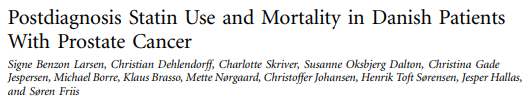 Postdiagnosis Statin Use and Mortality in Danish Patients
With Prostate Cancer
Signe Benzon Larsen, Christian Dehlendorff, Charlotte Skriver, Susanne Oksbjerg Dalton, Christina Gade
Jespersen, Michael Borre, Klaus Brasso, Mette Nørgaard, Christoffer Johansen, Henrik Toft Sørensen, Jesper Hallas,
and Søren Friis